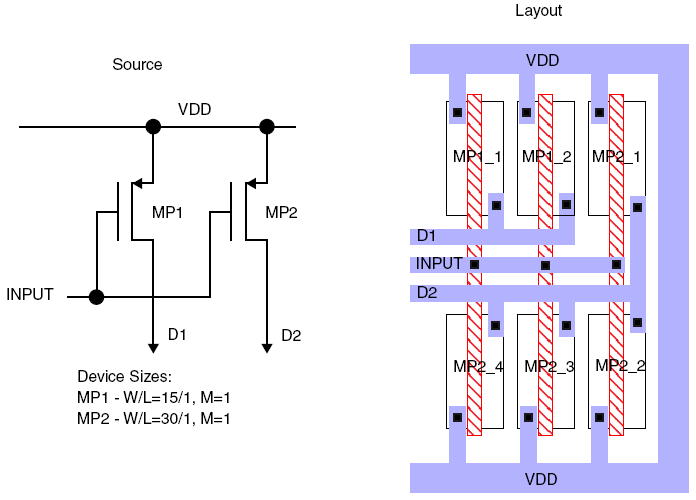 Layout
Source
VDD
VDD
MP1_1
MP1_2
MP2_1
MP1
MP2
D1
INPUT
INPUT
D2
D1
D2
MP2_4
MP2_3
MP2_2
Device Sizes:
MP1 - W/L=15/1, M=1
MP2 - W/L=30/1, M=1
VDD